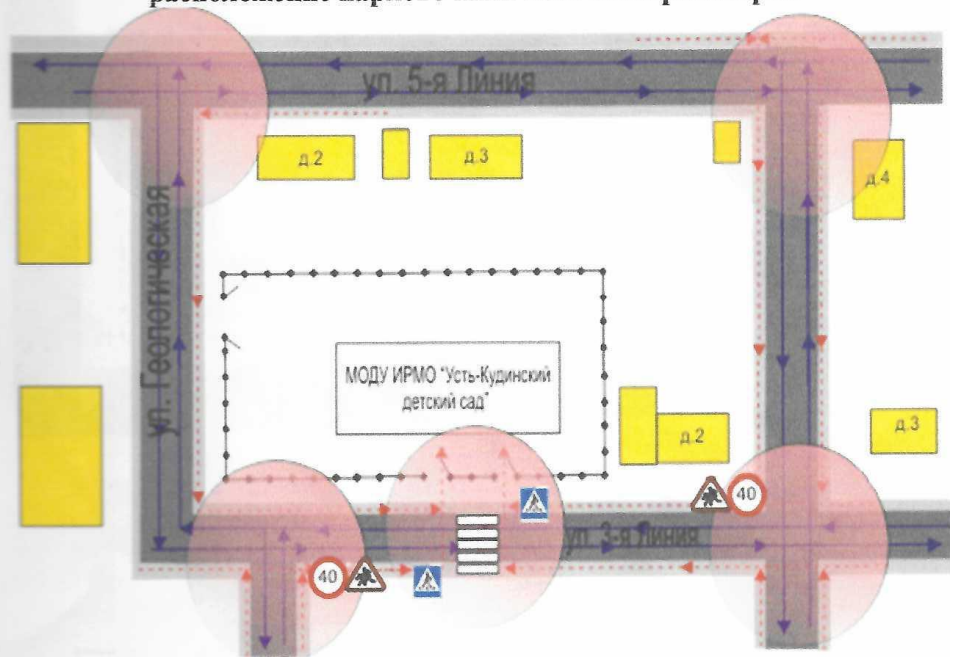 ул. 5-я Линия
д.2
д.3
д.4
ул. Геологическая
МОДУ ИРМО "Усть-Кудинский
детский сад"
д.2
д.3
40
ул. 3-я Линия
40